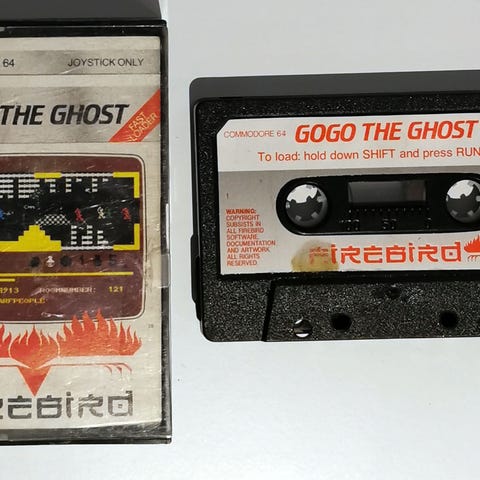 64 JOYSTICK ONLY
THE GHOST
FAST
LOADER
ROOMNUMBER: 121
COMMODORE 64 GOGO THE GHOST
To load: hold down SHIFT and press RUN
1
WARNING:
COPYRIGHT
SUBSISTS IN
ALL FIREBIRD
SOFTWARE,
DOCUMENTATION
AND ARTWORK
ALL RIGHTS
RESERVED.
FIREBIRD